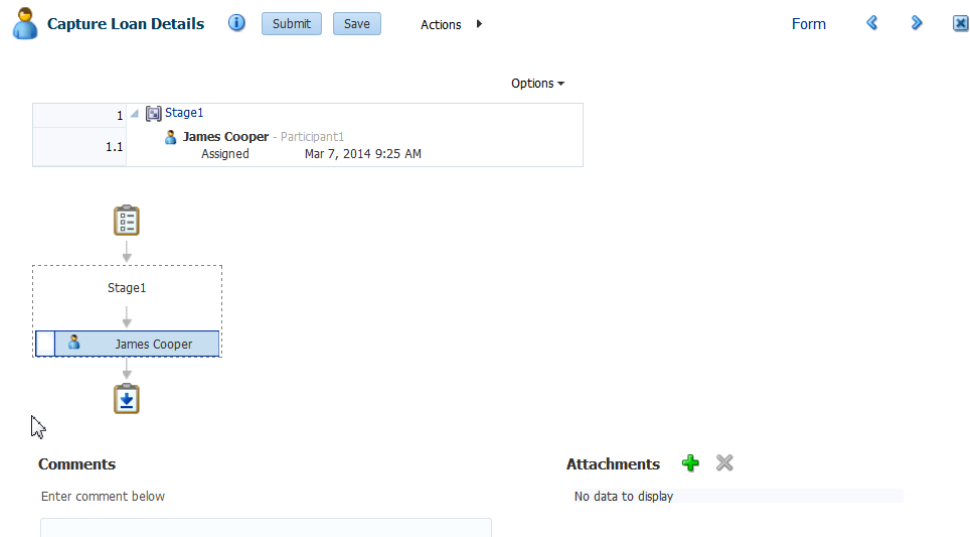 Capture Loan Details Submit Save Actions Form
Options
1 Stage1
1.1 James Cooper - Participant1
Assigned Mar 7, 2014 9:25 AM
Stage1
James Cooper
Comments Attachments
Enter comment below No data to display